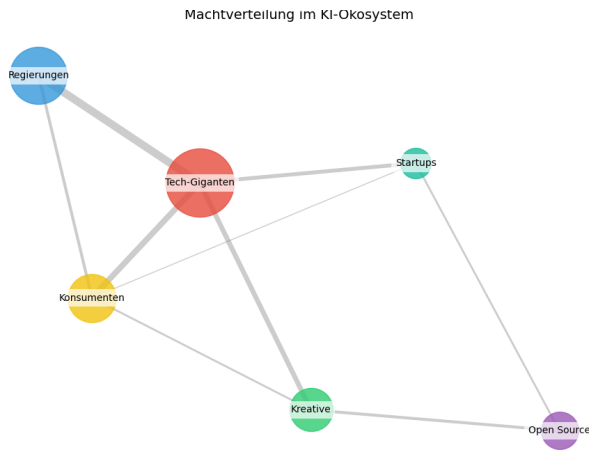 Machtverteilung im KI-Ökosystem
Regierungen
Startups
Tech-Giganten
Konsumenten
Kreative
Open Source